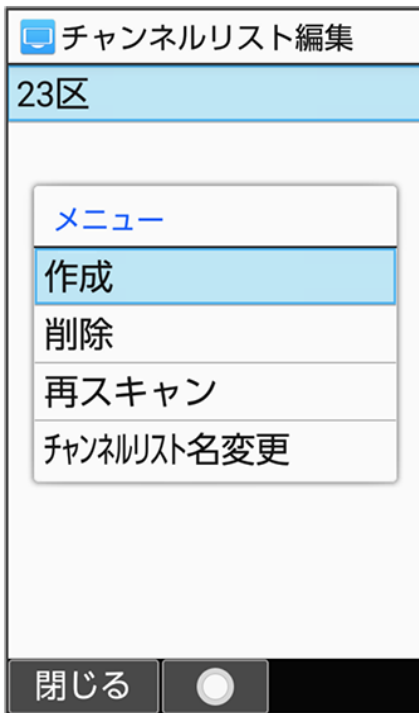 チャンネルリスト編集
23区
メニュー
作成
削除
再スキャン
チャンネルリスト名変更
閉じる